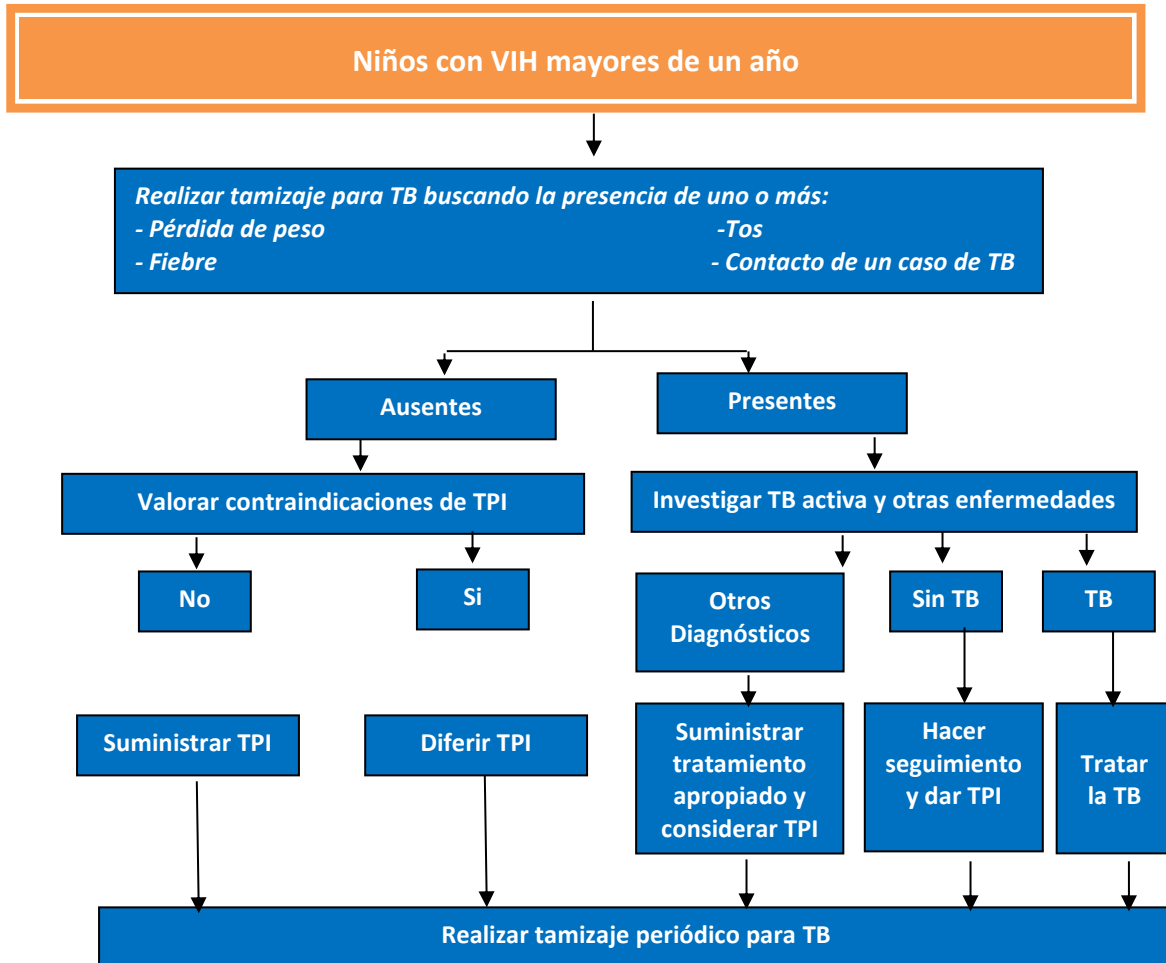 Niños con VIH mayores de un año
Realizar tamizaje para TB buscando la presencia de uno o más:
- Pérdida de peso -Tos
- Fiebre - Contacto de un caso de TB
Ausentes
Presentes
Valorar contraindicaciones de TPI
Investigar TB activa y otras enfermedades
No
Si
Otros
Diagnósticos
Sin TB
TB
Suministrar TPI
Diferir TPI
Suministrar
tratamiento
apropiado y
considerar TPI
Hacer
seguimiento
y dar TPI
Tratar
la TB
Realizar tamizaje periódico para TB